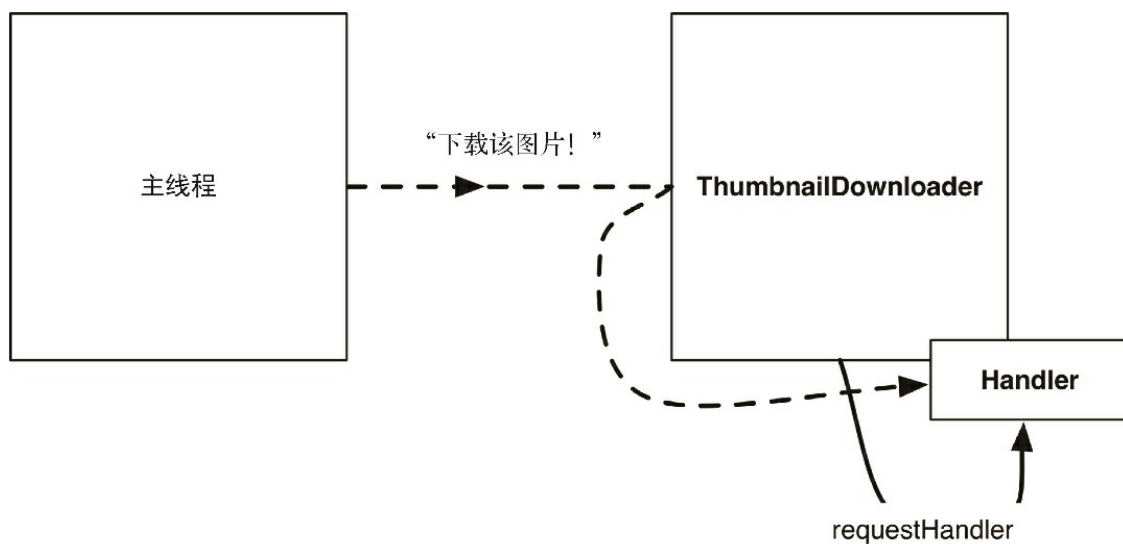 “下载该图片！”
主线程
ThumbnailDownloader
Handler
requestHandler